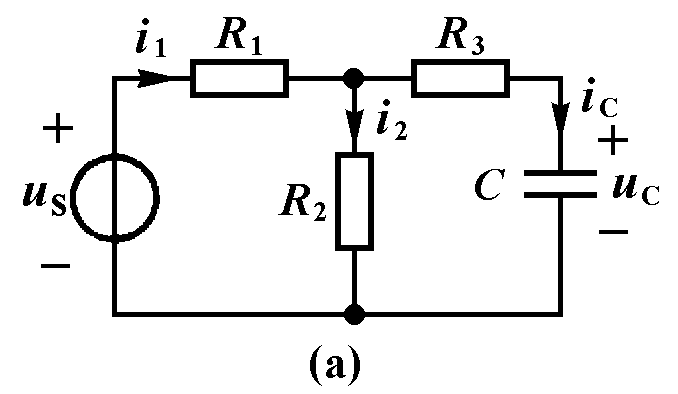 i1 R1 R3
i2 iC
+ +
uS R2 C uC
− −
(a)